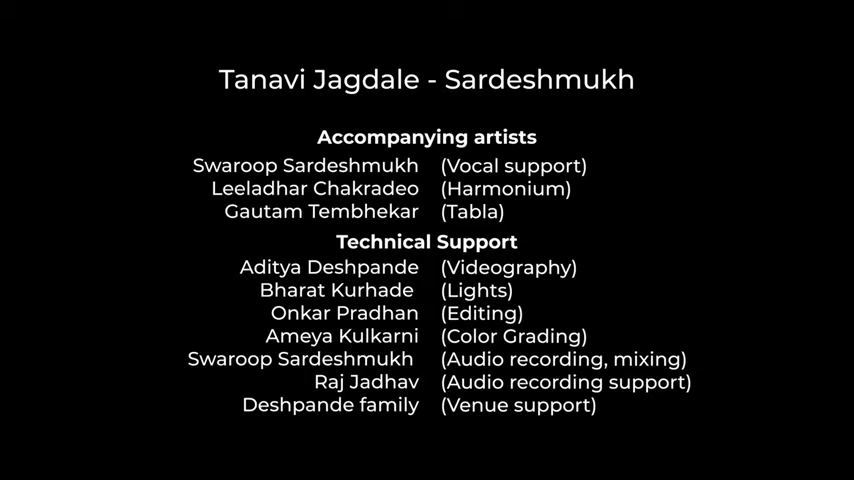 Tanavi Jagdale - Sardeshmukh
Accompanying artists
Swaroop Sardeshmukh (Vocal support)
Leeladhar Chakradeo (Harmonium)
Gautam Tembhekar (Tabla)
Technical Support
Aditya Deshpande (Videography)
Bharat Kurhade (Lights)
Onkar Pradhan (Editing)
Ameya Kulkarni (Color Grading)
Swaroop Sardeshmukh (Audio recording, mixing)
Raj Jadhav (Audio recording support)
Deshpande family (Venue support)